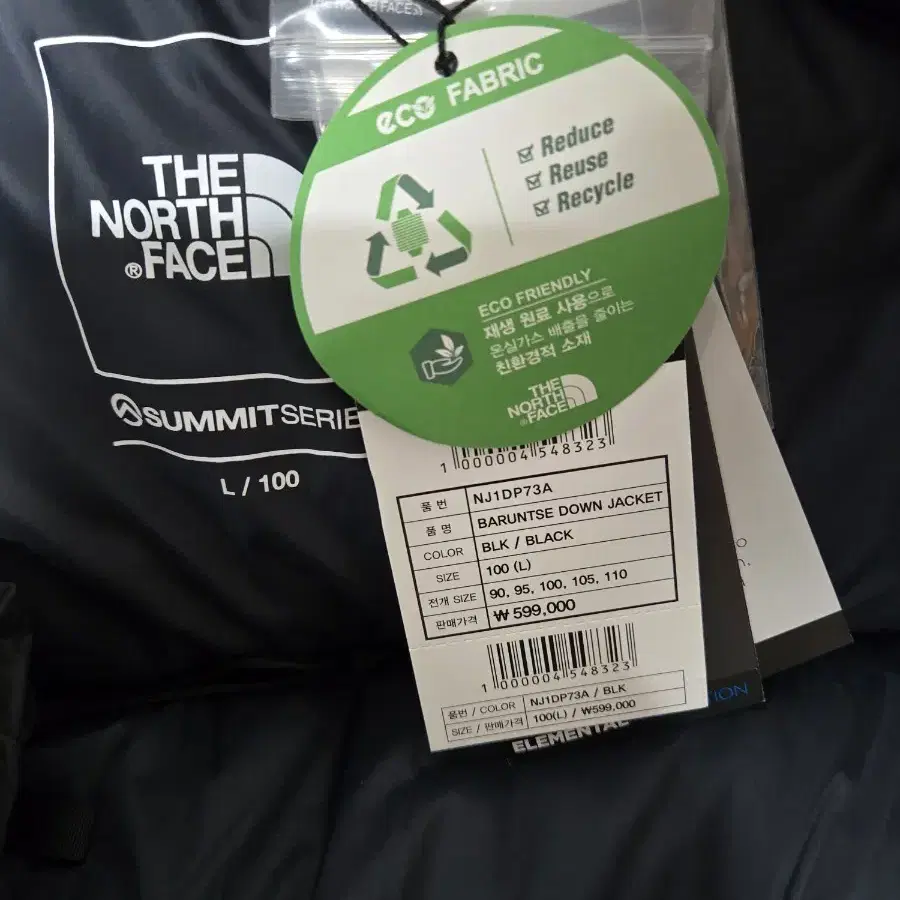 THE
NORTH
FACE
®
SUMMIT SERIE
L / 100
eco FABRIC
Reduce
Reuse
Recycle
ECO FRIENDLY
재생 원료 사용으로
온실가스 배출을 줄이는
친환경적 소재
THE
NORTH
FACE
1 000004 548323
품 번 NJ1DP73A
품 명 BARUNTSE DOWN JACKET
COLOR BLK / BLACK
SIZE 100 (L)
전개 SIZE 90, 95, 100, 105, 110
판매가격 ₩ 599,000
1 000004 548323
품번 / COLOR NJ1DP73A / BLK
SIZE / 판매가격 100(L) / ₩599,000
TION
ELEMENTAL